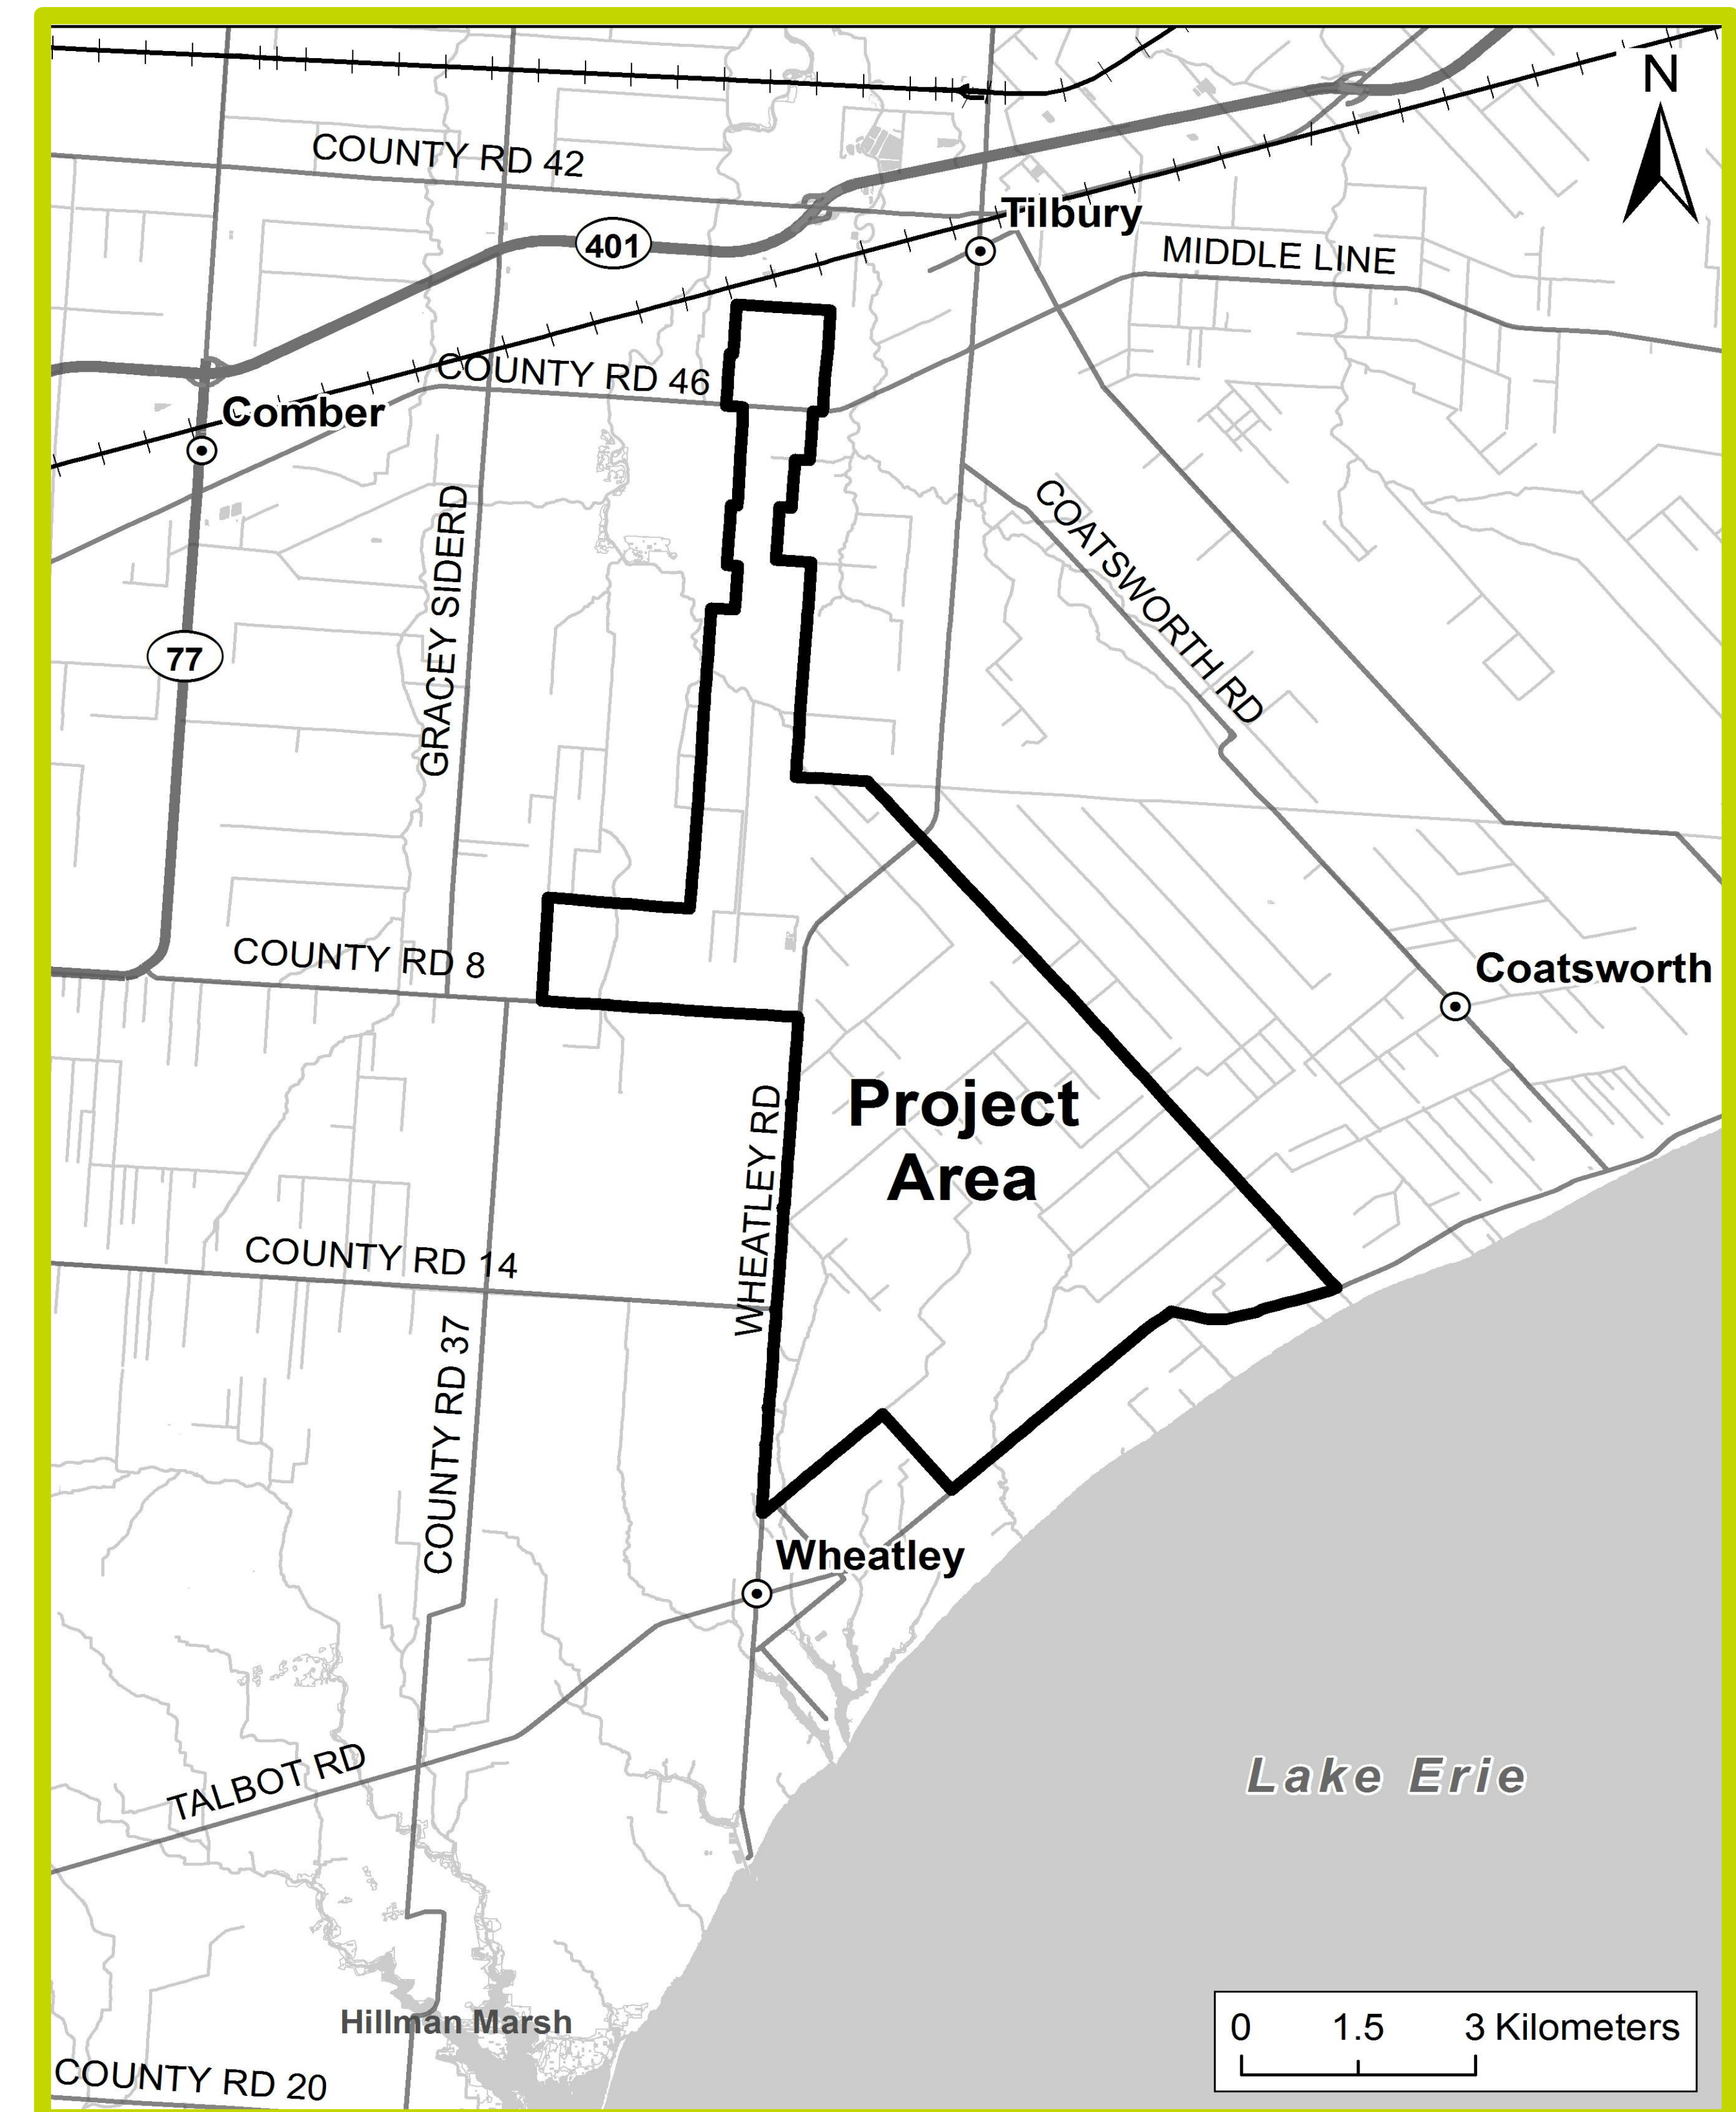 N
COUNTY RD 42
Tilbury
401
MIDDLE LINE
COUNTY RD 46
Comber
COATSWORTH RD
GRACEY SIDERD
77
COUNTY RD 8
Coatsworth
Project
Area
WHEATLEY RD
COUNTY RD 14
COUNTY RD 37
Wheatley
TALBOT RD
Lake Erie
Hillman Marsh
0 1.5 3 Kilometers
COUNTY RD 20